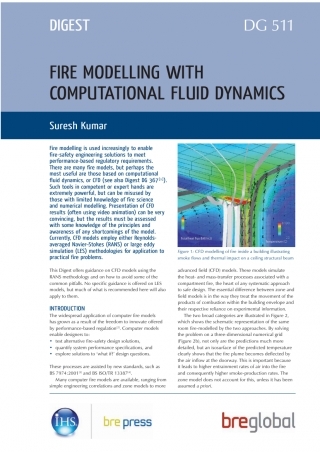 DIGEST
DG 511
FIRE MODELLING WITH
COMPUTATIONAL FLUID DYNAMICS
Suresh Kumar
Fire modelling is used increasingly to enable
fire-safety engineering solutions to meet
performance-based regulatory requirements.
There are many fire models, but perhaps the
most useful are those based on computational
fluid dynamics, or CFD (see also Digest DG 367
Such tools in competent or expert hands are
extremely powerful, but can be misused by
those with limited knowledge of fire science
and numerical modelling. Presentation of CFD
results (often using video animation) can be very
convincing, but the results must be assessed
with some knowledge of the principles and
awareness of any shortcomings of the model.
Currently, CFD models employ either Reynolds-
averaged Navier-Stokes (RANS) or large eddy
simulation (LES) methodologies for application to
practical fire problems.
This Digest offers guidance on CFD models using the
RANS methodology and on how to avoid some of the
common pitfalls. No specific guidance is offered on LES
models, but much of what is recommended here will also
apply to them.
INTRODUCTION
The widespread application of computer fire models
has grown as a result of the freedom to innovate offered
by performance-based regulation. Computer models
enable designers to:
• test alternative fire-safety design solutions,
• quantify system performance specifications, and
• explore solutions to 'what if?' design questions.
These processes are assisted by new standards, such as
BS 7974:2001 and BS ISO/TR 13387
Many computer fire models are available, ranging from
simple engineering correlations and zone models to more
Figure 1: CFD modelling of fire inside a building illustrating
smoke flows and thermal impact on a ceiling structural beam
advanced field (CFD) models. These models simulate
the heat- and mass-transfer processes associated with a
compartment fire, the heart of any systematic approach
to safe design. The essential difference between zone and
field models is in the way they treat the movement of the
products of combustion within the building envelope and
their respective reliance on experimental information.
The two broad categories are illustrated in Figure 2,
which shows the schematic representation of the same
room fire modelled by the two approaches. By solving
the problem on a three dimensional numerical grid
(Figure 2b), not only are the predictions much more
detailed, but an isosurface of the predicted temperature
clearly shows that the fire plume becomes deflected by
the air inflow at the doorway. This is important because
it leads to higher entrainment rates of air into the fire
and consequently higher smoke-production rates. The
zone model does not account for this, unless it has been
assumed a priori.
IHS
bre press
breglobal